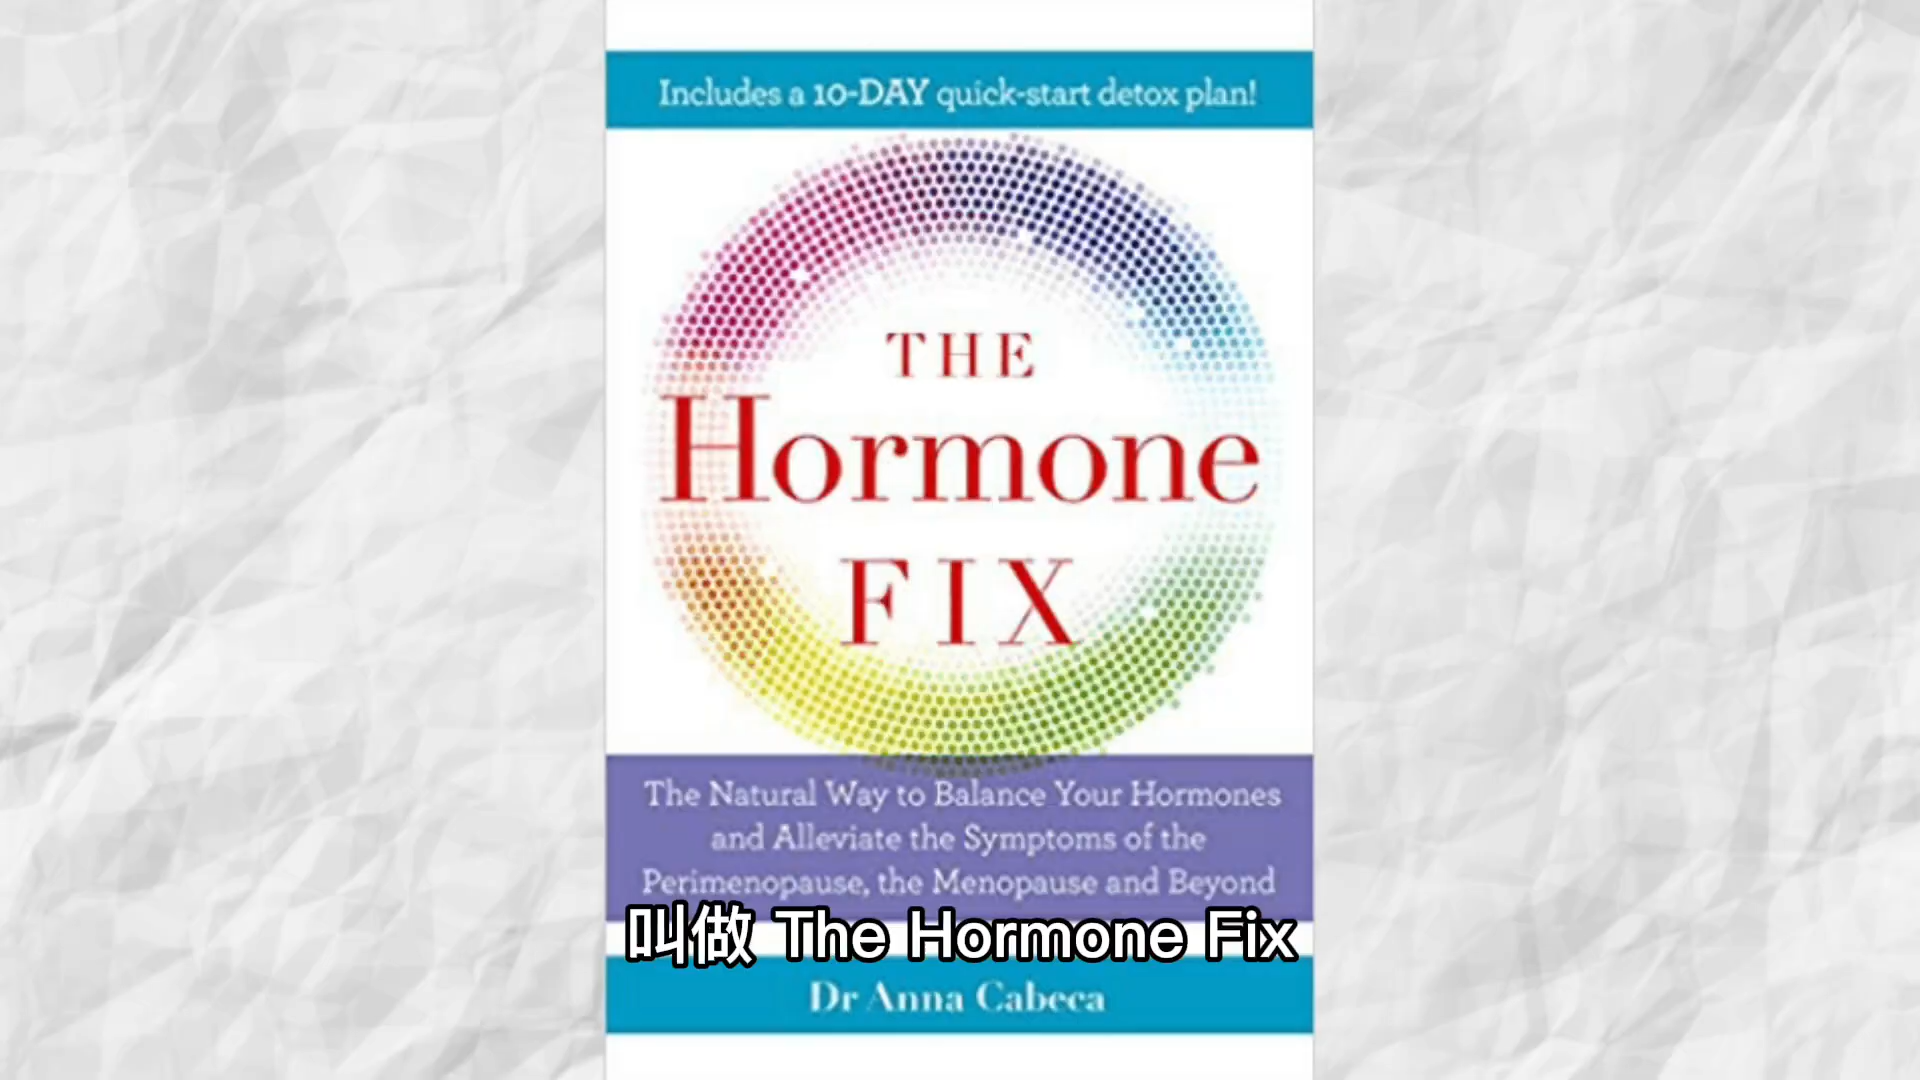 Includes a 10-DAY quick-start detox plan!
THE
Hormone
FIX
The Natural Way to Balance Your Hormones
and Alleviate the Symptoms of the
Perimenopause, the Menopause and Beyond
叫做 The Hormone Fix
Dr Anna Cabeca